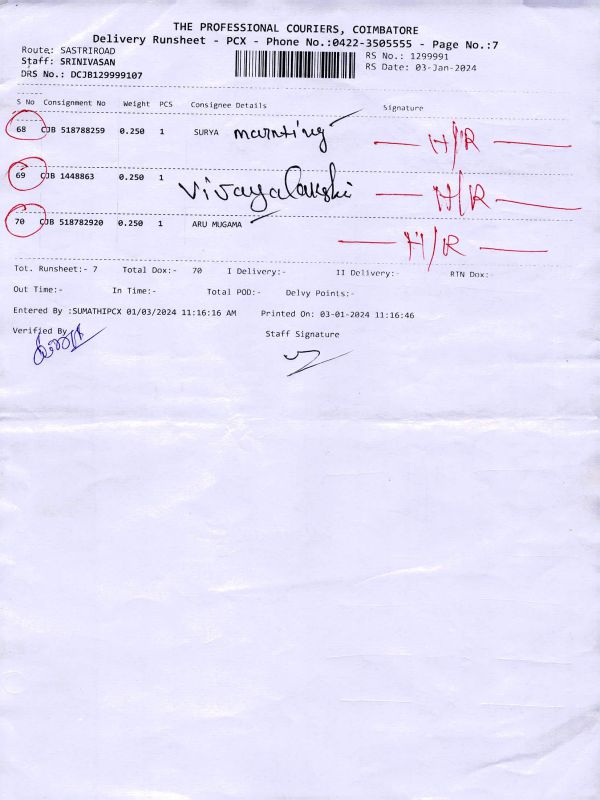 THE PROFESSIONAL COURIERS, COIMBATORE
Delivery Runsheet - PCX - Phone No.:0422-3505555 - Page No.:7
Route: SASTRIROAD
RS No.: 1299991
Staff: SRINIVASAN
RS Date: 03-Jan-2024
DRS No.: DCJB129999107
S No Consignment No Weight PCS Consignee Details Signature
68 CJB 518788259 0.250 1 SURYA H/R
69 CJB 1448863 0.250 1 H/R
70 CJB 518782920 0.250 1 ARU MUGAMA H/R
Tot. Runsheet:- 7 Total Dox:- 70 I Delivery:- II Delivery:- RTN Dox:-
Out Time:- In Time:- Total POD:- Delvy Points:-
Entered By :SUMATHIPCX 01/03/2024 11:16:16 AM Printed On: 03-01-2024 11:16:46
Verified By Staff Signature